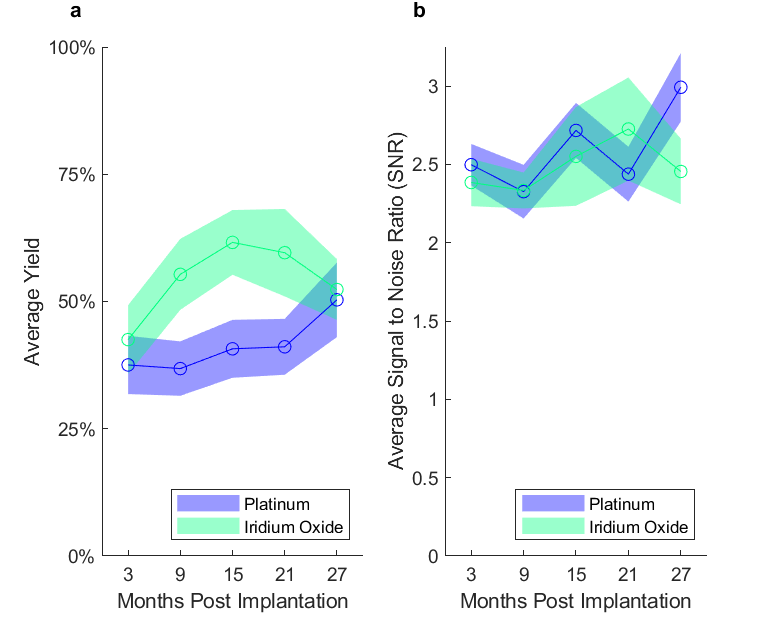 a
100%
75%
50%
25%
0%
Average Yield
3 9 15 21 27
Months Post Implantation
Platinum
Iridium Oxide
b
3
2.5
2
1.5
1
0.5
0
Average Signal to Noise Ratio (SNR)
3 9 15 21 27
Months Post Implantation
Platinum
Iridium Oxide